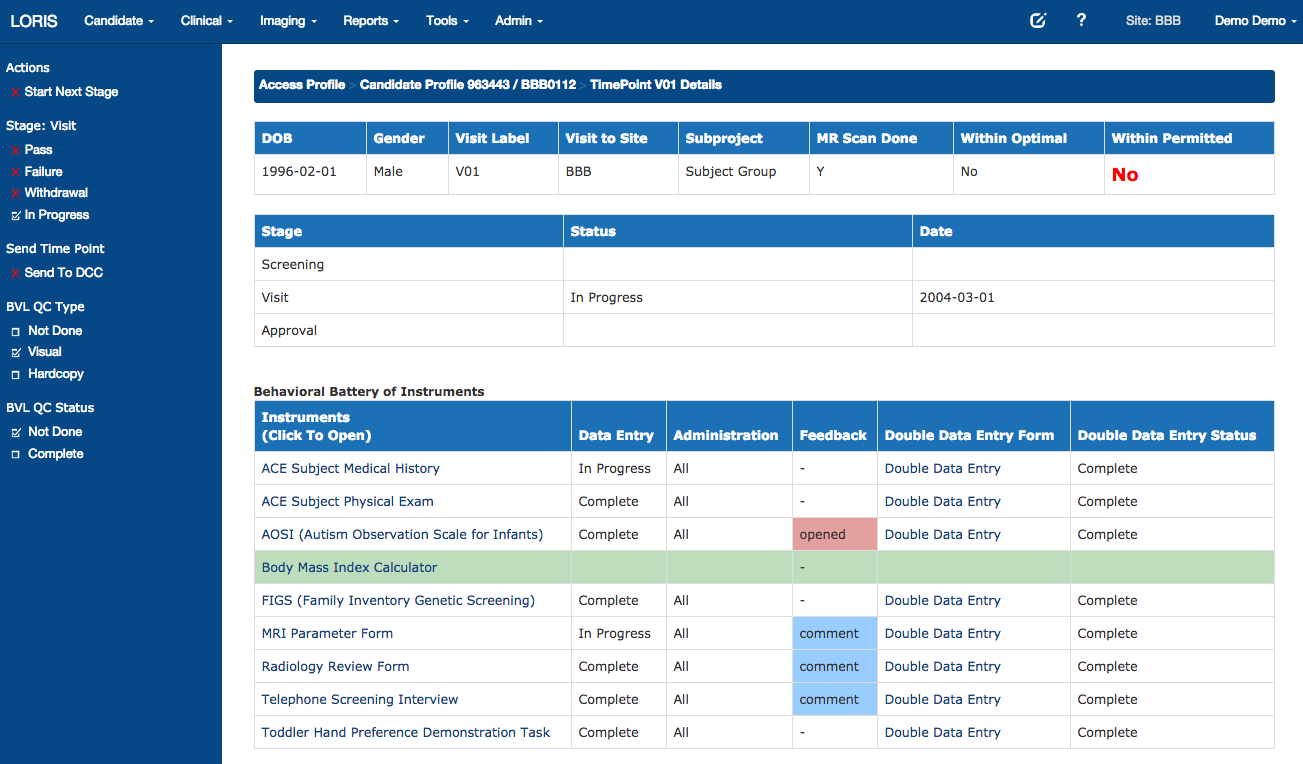 LORIS Candidate Clinical Imaging Reports Tools Admin ? Site: BBB Demo Demo
Actions
Start Next Stage
Stage: Visit
Pass
Failure
Withdrawal
In Progress
Send Time Point
Send To DCC
BVL QC Type
Not Done
Visual
Hardcopy
BVL QC Status
Not Done
Complete
Access Profile > Candidate Profile 963443 / BBB0112 > TimePoint V01 Details
DOB Gender Visit Label Visit to Site Subproject MR Scan Done Within Optimal Within Permitted
1996-02-01 Male V01 BBB Subject Group Y No No
Stage Status Date
Screening
Visit In Progress 2004-03-01
Approval
Behavioral Battery of Instruments
Instruments
(Click To Open) Data Entry Administration Feedback Double Data Entry Form Double Data Entry Status
ACE Subject Medical History In Progress All - Double Data Entry Complete
ACE Subject Physical Exam Complete All - Double Data Entry Complete
AOSI (Autism Observation Scale for Infants) Complete All opened Double Data Entry Complete
Body Mass Index Calculator -
FIGS (Family Inventory Genetic Screening) Complete All - Double Data Entry Complete
MRI Parameter Form In Progress All comment Double Data Entry Complete
Radiology Review Form Complete All comment Double Data Entry Complete
Telephone Screening Interview Complete All comment Double Data Entry Complete
Toddler Hand Preference Demonstration Task Complete All - Double Data Entry Complete